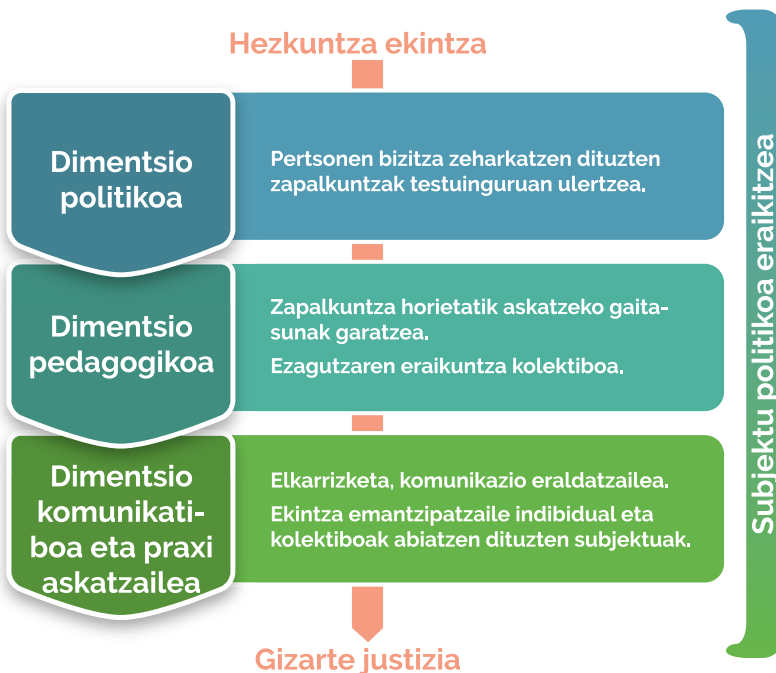 Hezkuntza ekintza
Dimentsio
politikoa
Pertsonen bizitza zeharkatzen dituzten
zapalkuntzak testuinguruan ulertzea.
Dimentsio
pedagogikoa
Zapalkuntza horietatik askatzeko gaita-
sunak garatzea.
Ezagutzaren eraikuntza kolektiboa.
Dimentsio
komunikati-
boa eta praxi
askatzailea
Elkarrizketa, komunikazio eraldatzailea.
Ekintza emantzipatzaile indibidual eta
kolektiboak abiatzen dituzten subjektuak.
Gizarte justizia
Subjektu politikoa eraikitzea